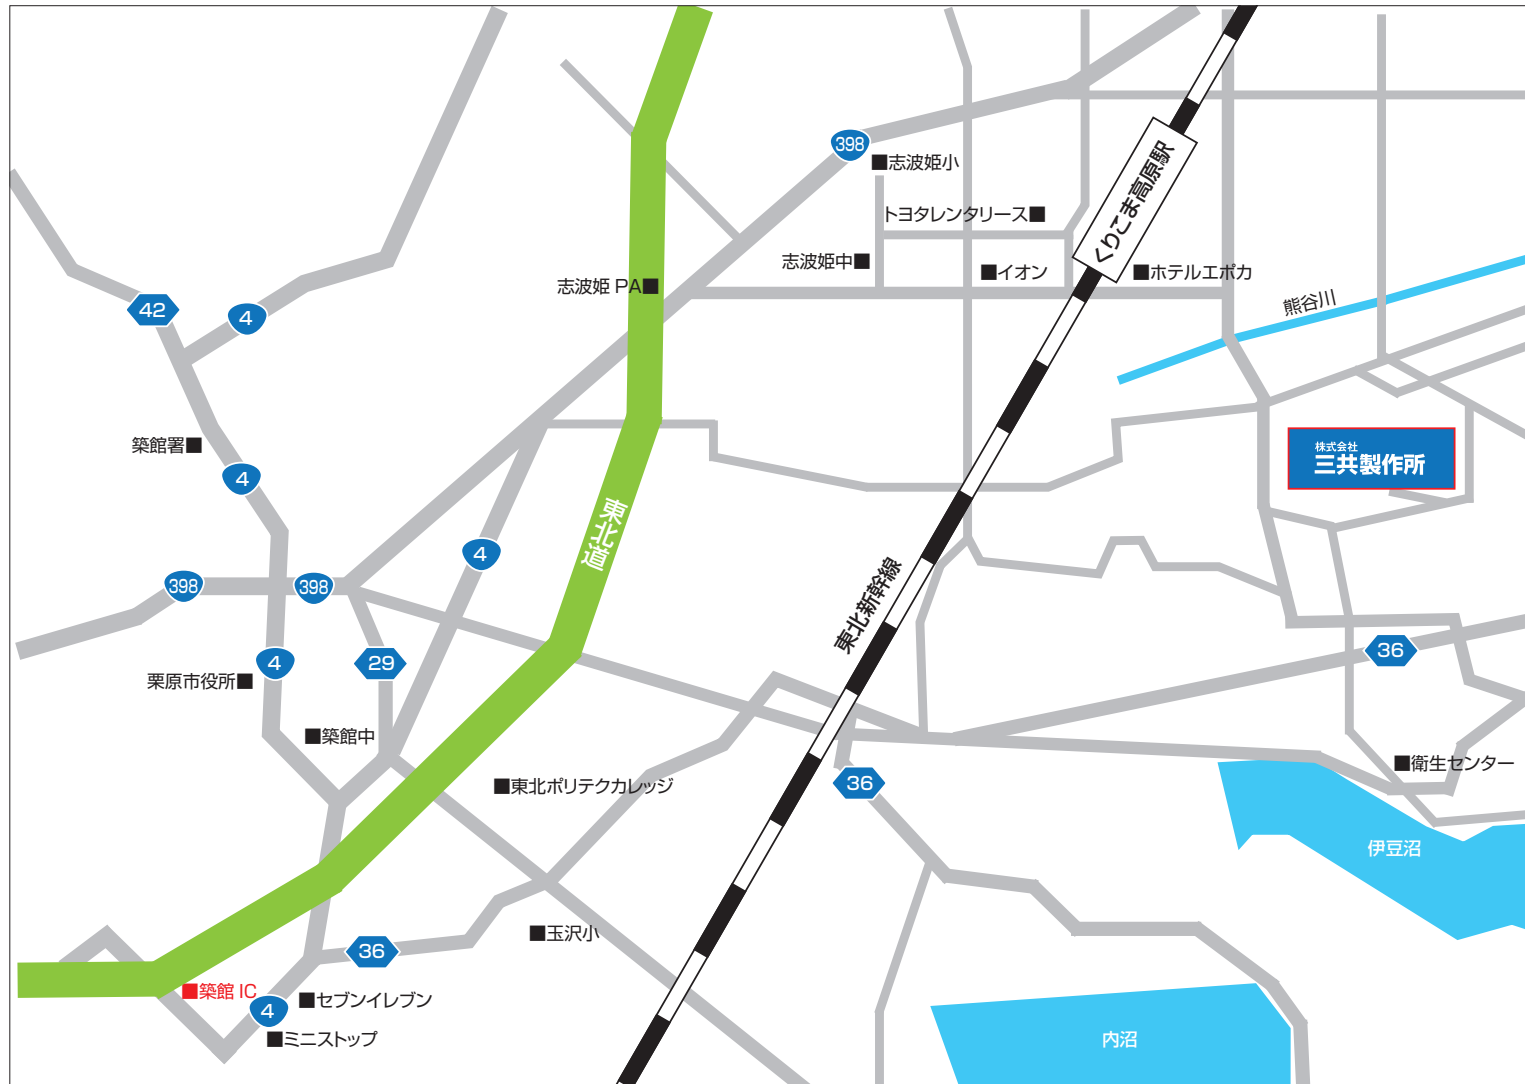 398
■志波姫小
トヨタレンタリース■
くりこま高原駅
志波姫中■
■イオン
■ホテルエポカ
志波姫 PA■
熊谷川
42
4
築館署■
4
株式会社
三共製作所
東北道
4
東北新幹線
398
398
4
29
36
栗原市役所■
■築館中
■東北ポリテクカレッジ
36
■衛生センター
伊豆沼
■玉沢小
36
■築館 IC
4
■セブンイレブン
■ミニストップ
内沼